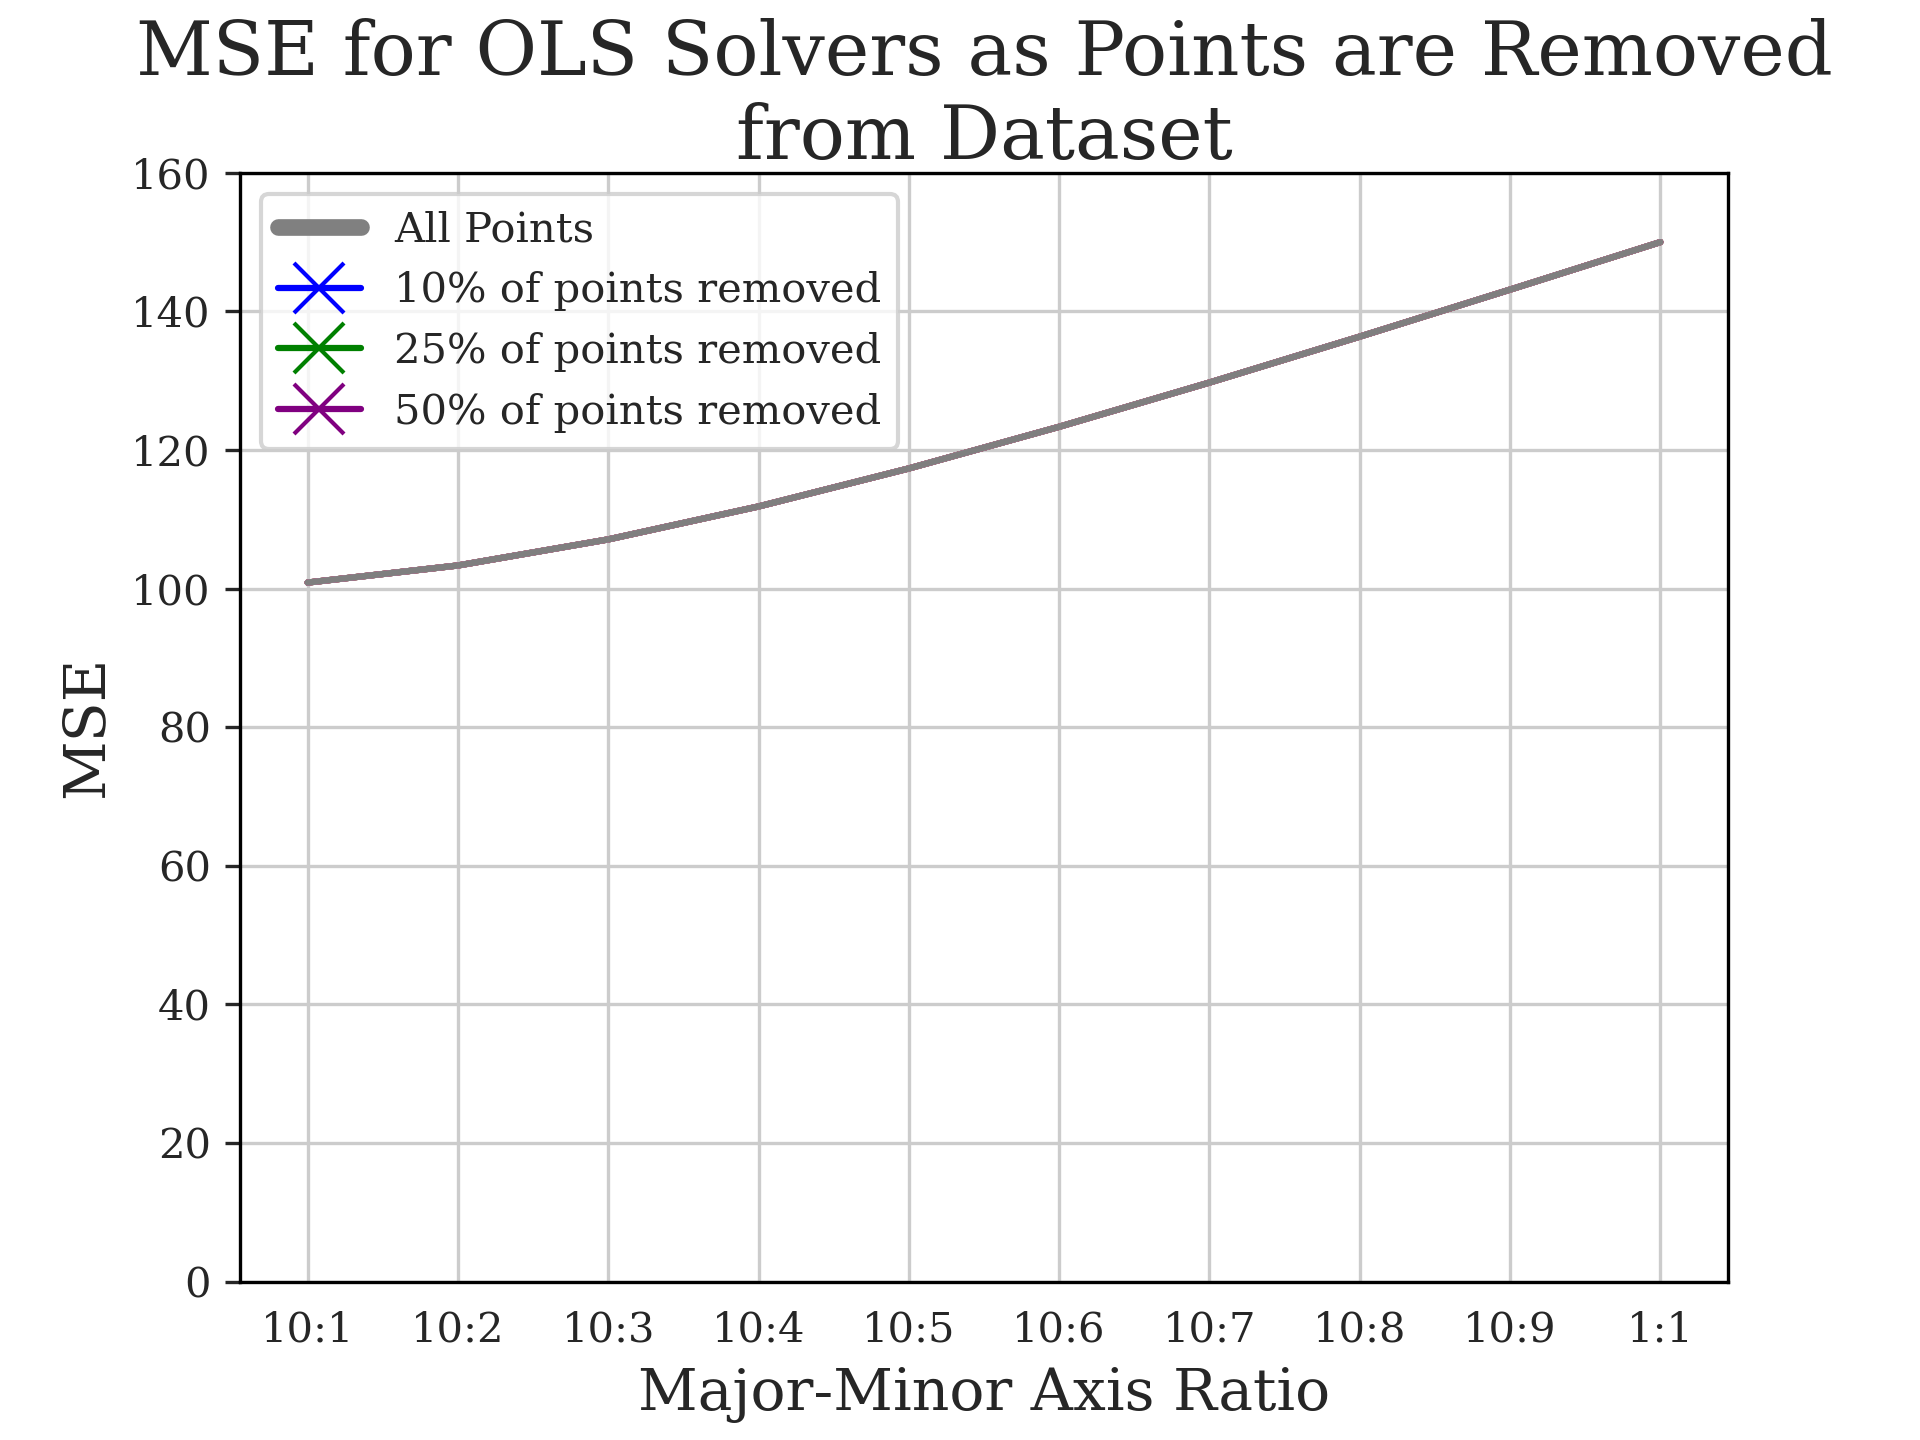 MSE for OLS Solvers as Points are Removed
from Dataset
160
140
120
100
80
60
40
20
0
MSE
All Points
10% of points removed
25% of points removed
50% of points removed
10:1 10:2 10:3 10:4 10:5 10:6 10:7 10:8 10:9 1:1
Major-Minor Axis Ratio